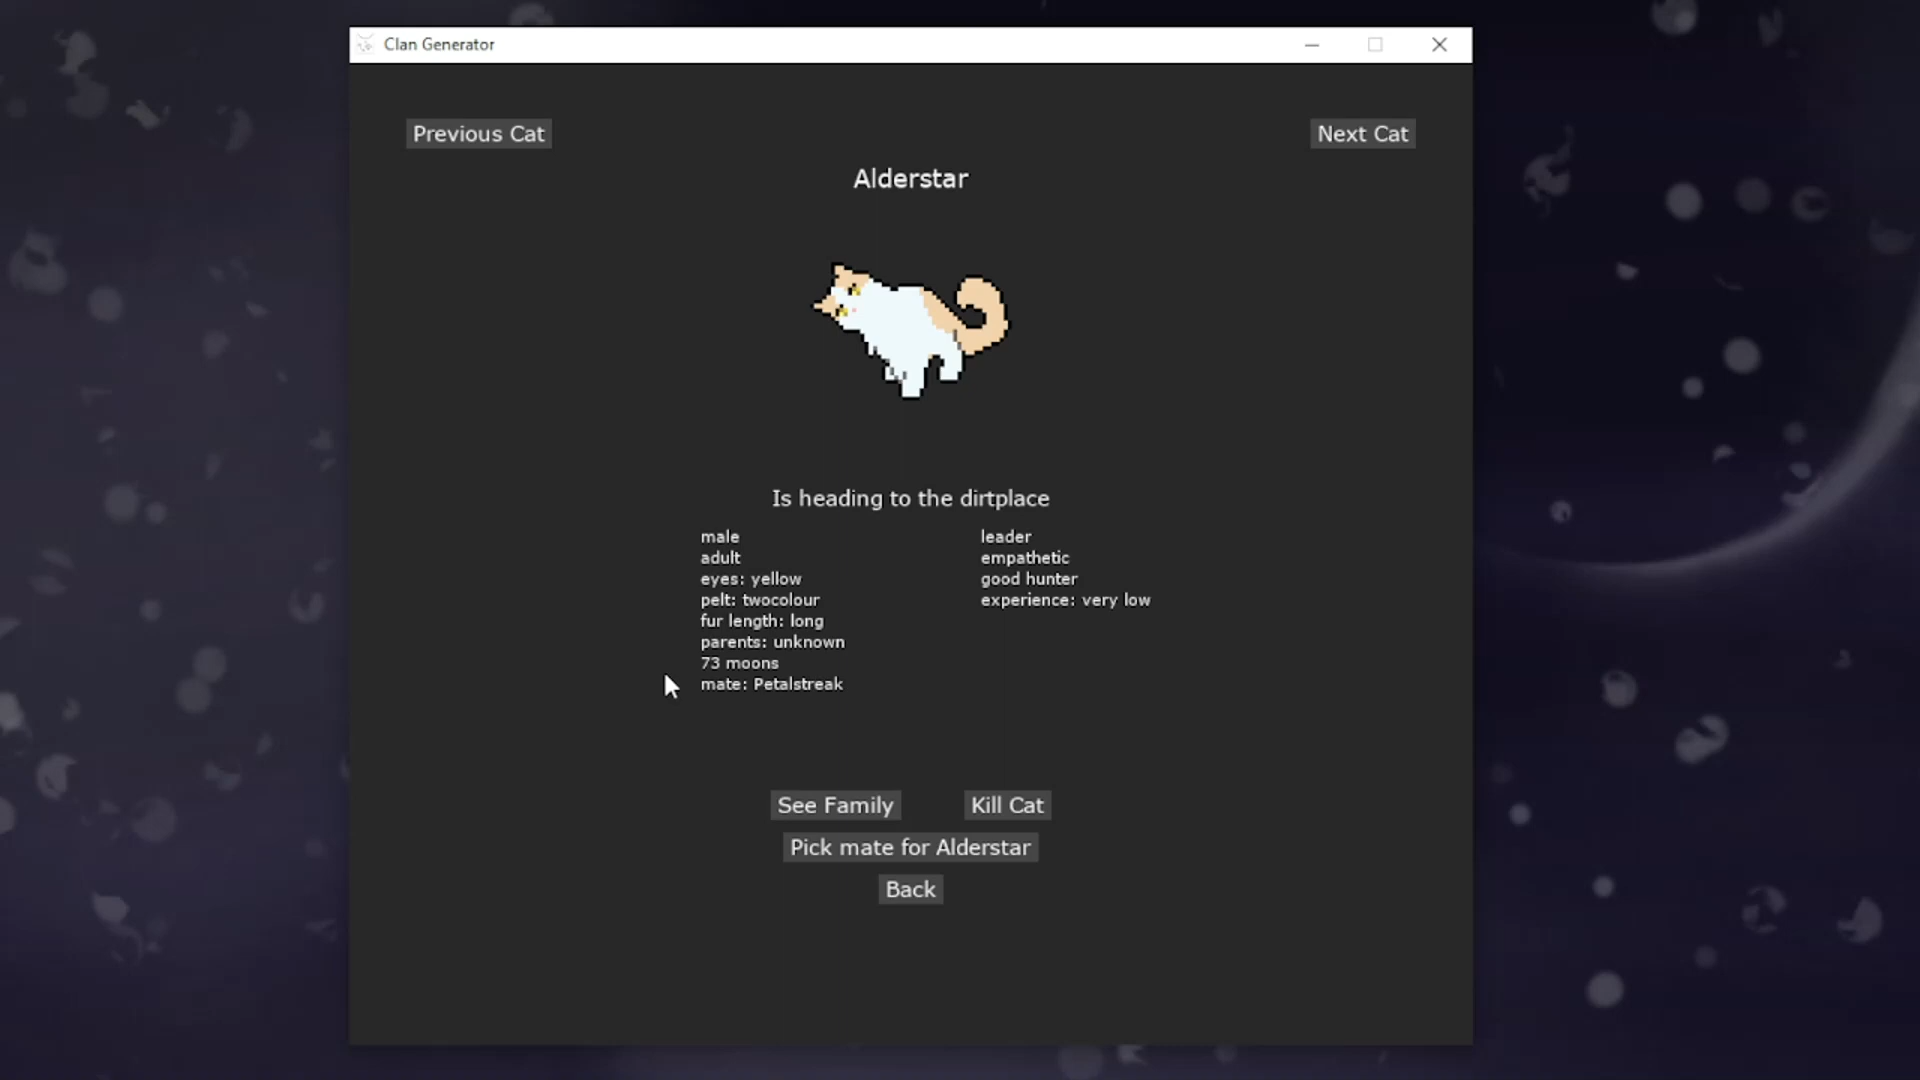 Clan Generator
Previous Cat
Next Cat
Alderstar
Is heading to the dirtplace
male
adult
eyes: yellow
pelt: twocolour
fur length: long
parents: unknown
73 moons
mate: Petalstreak
leader
empathetic
good hunter
experience: very low
See Family
Kill Cat
Pick mate for Alderstar
Back